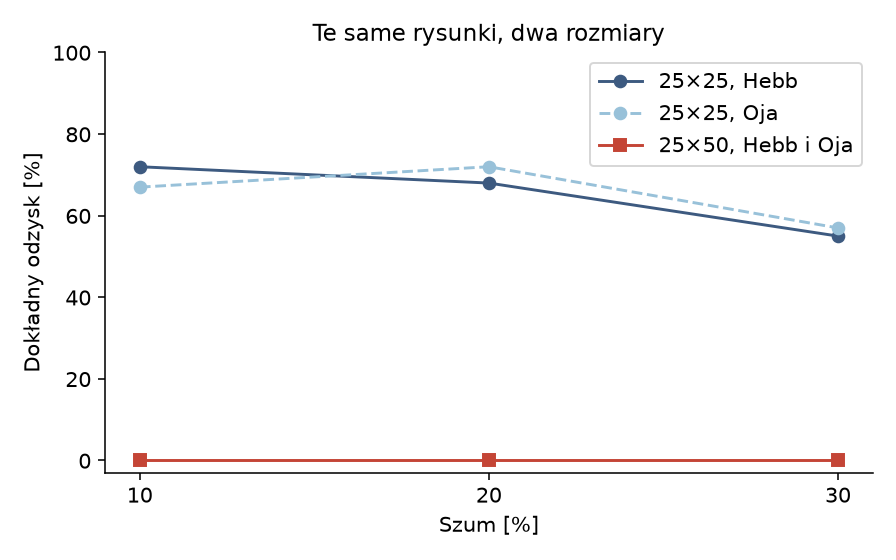 Te same rysunki, dwa rozmiary
100
80
60
40
20
0
Dokładny odzysk [%]
25×25, Hebb
25×25, Oja
25×50, Hebb i Oja
10
20
30
Szum [%]